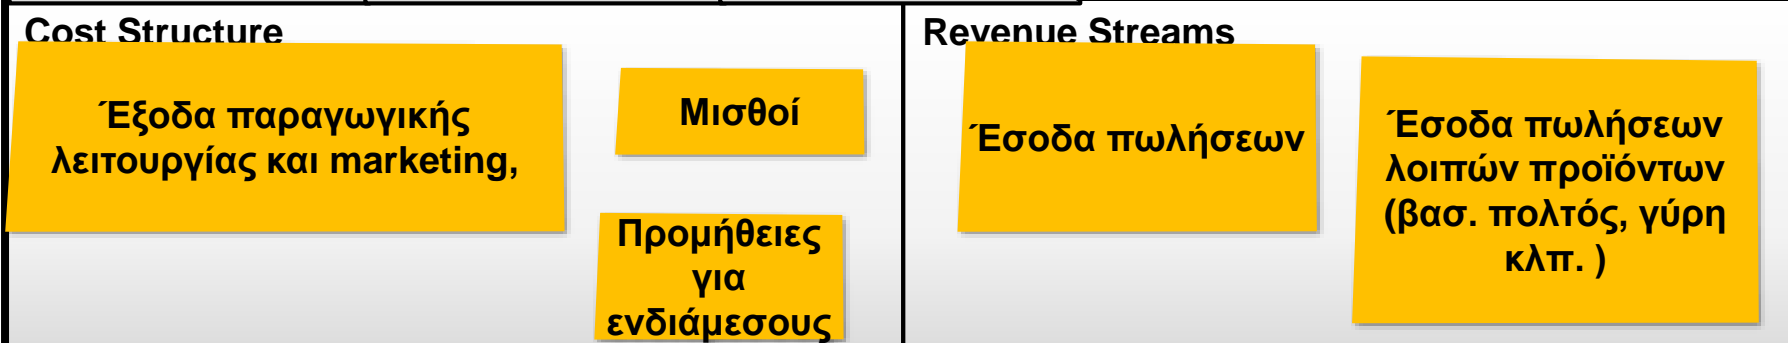 Cost Structure
Έξοδα παραγωγικής
λειτουργίας και marketing,
Μισθοί
Προμήθειες
για
ενδιάμεσους
Revenue Streams
Έσοδα πωλήσεων
Έσοδα πωλήσεων
λοιπών προϊόντων
(βασ. πολτός, γύρη
κλπ. )